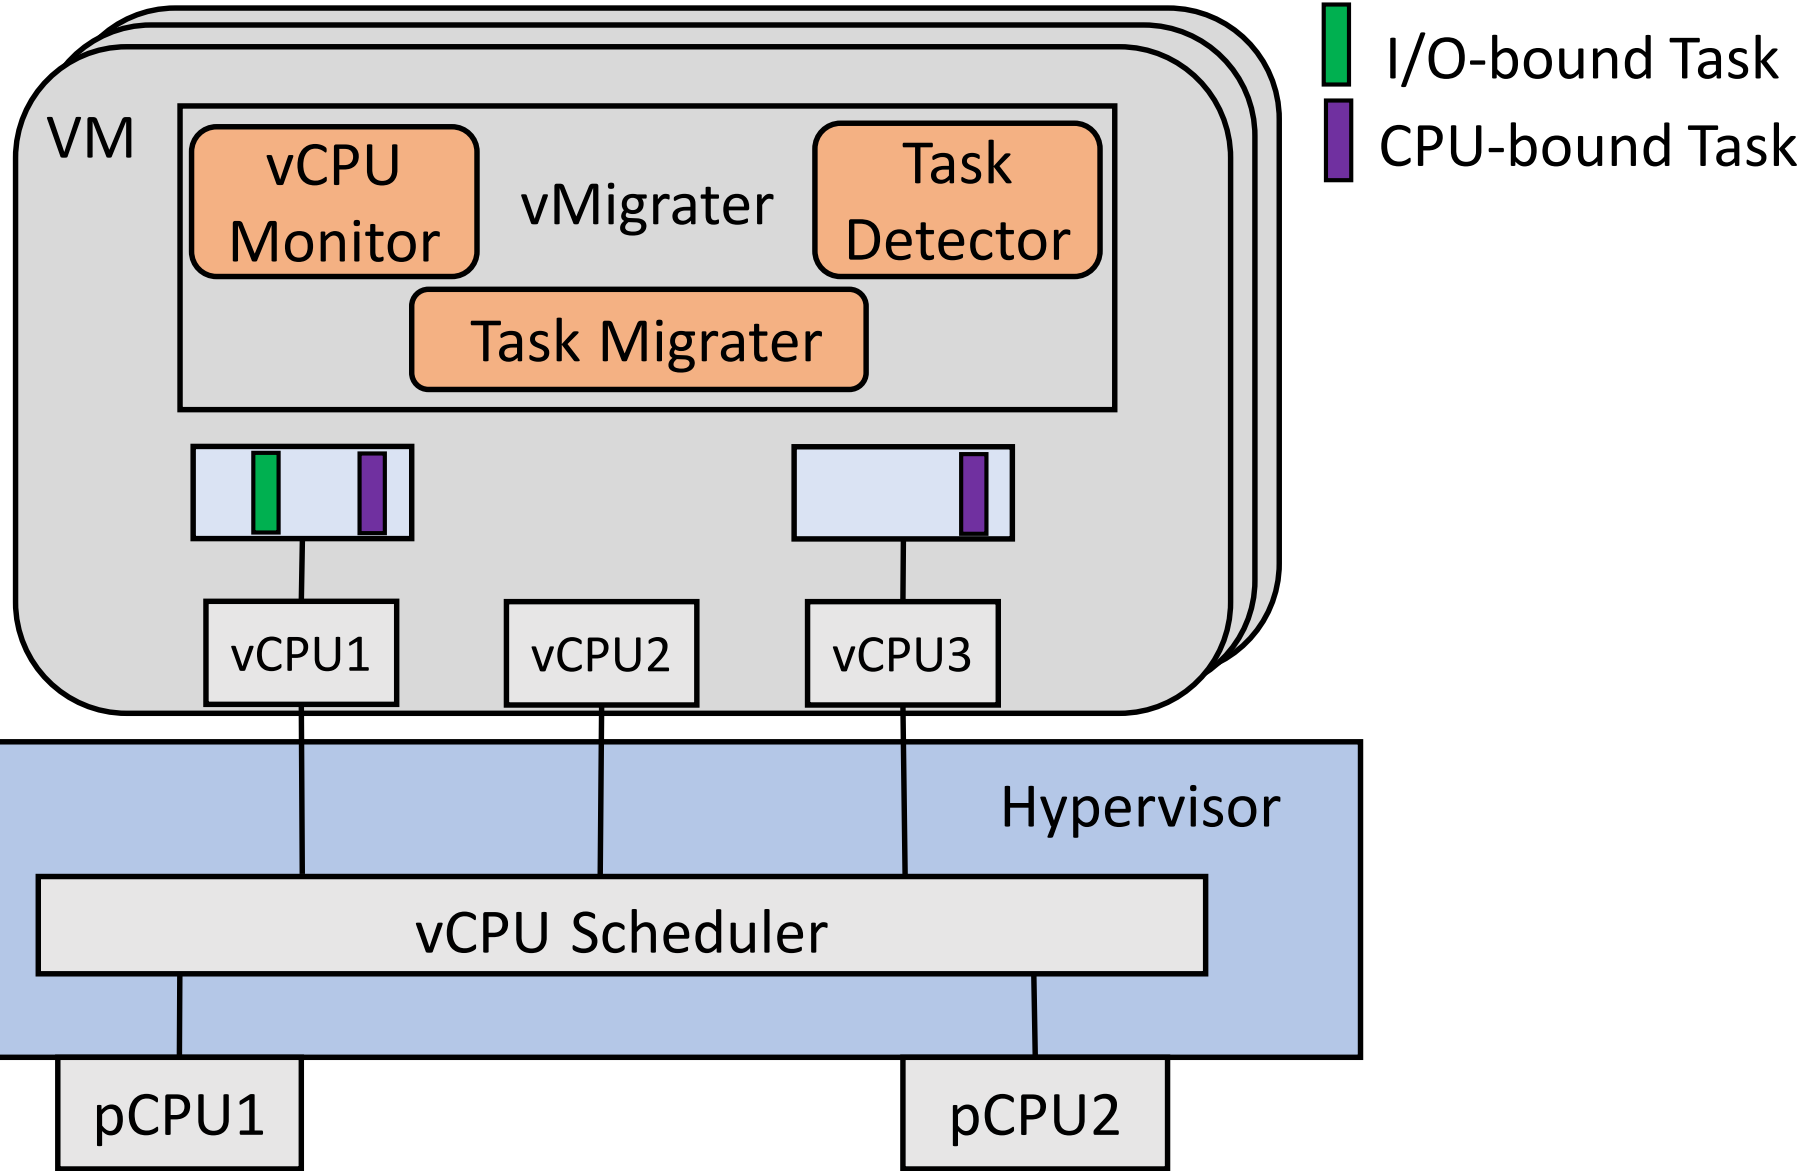 I/O-bound Task
CPU-bound Task
VM
vCPU
Monitor
vMigrater
Task
Detector
Task Migrater
vCPU1
vCPU2
vCPU3
Hypervisor
vCPU Scheduler
pCPU1
pCPU2